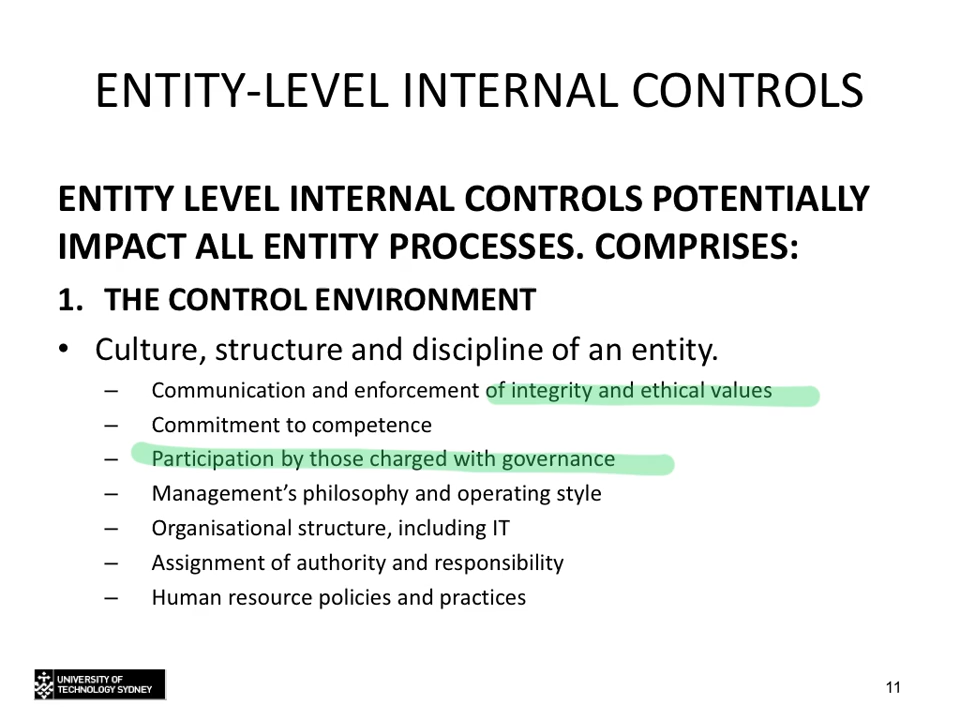 ENTITY-LEVEL INTERNAL CONTROLS
ENTITY LEVEL INTERNAL CONTROLS POTENTIALLY
IMPACT ALL ENTITY PROCESSES. COMPRISES:
1. THE CONTROL ENVIRONMENT
• Culture, structure and discipline of an entity.
– Communication and enforcement of integrity and ethical values
– Commitment to competence
– Participation by those charged with governance
– Management’s philosophy and operating style
– Organisational structure, including IT
– Assignment of authority and responsibility
– Human resource policies and practices
UNIVERSITY OF
TECHNOLOGY SYDNEY
11